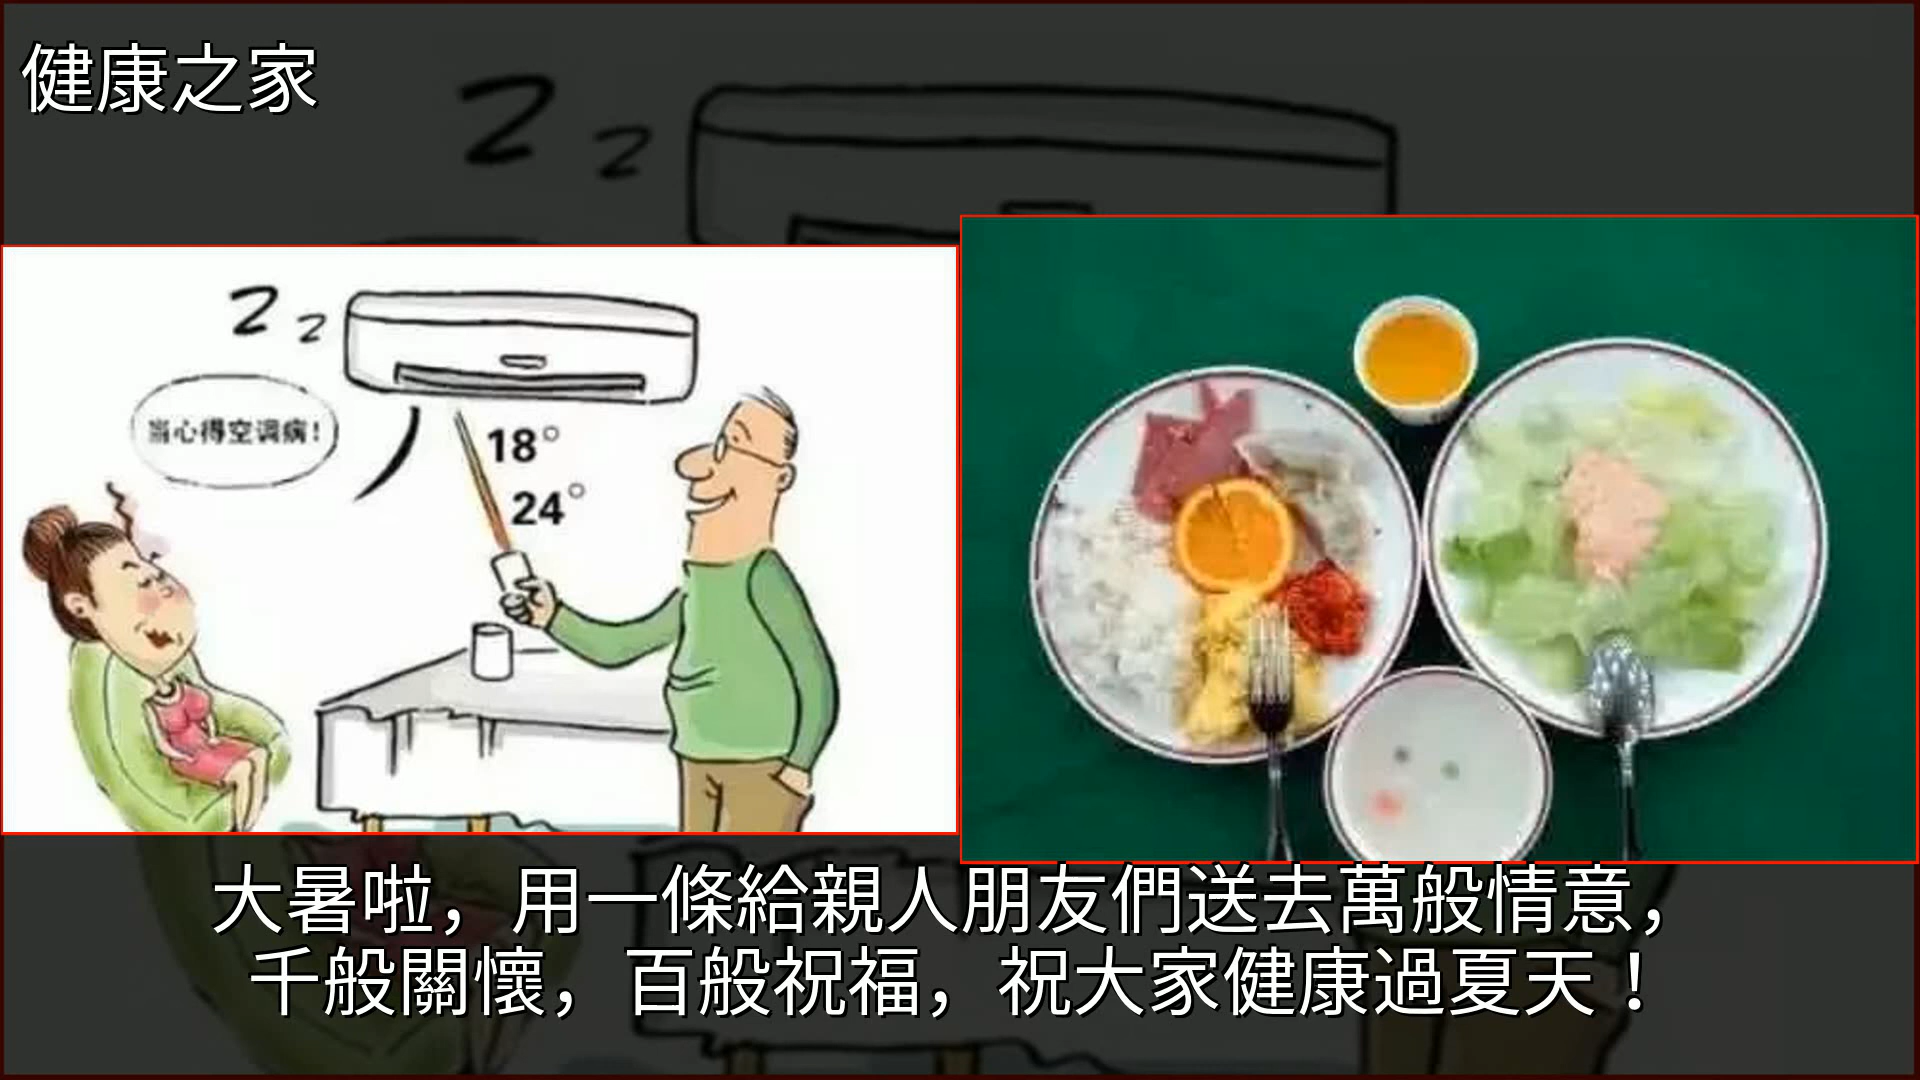 健康之家
Z z
当心得空调病!
18°
24°
大暑啦，用一條給親人朋友們送去萬般情意，
千般關懷，百般祝福，祝大家健康過夏天！